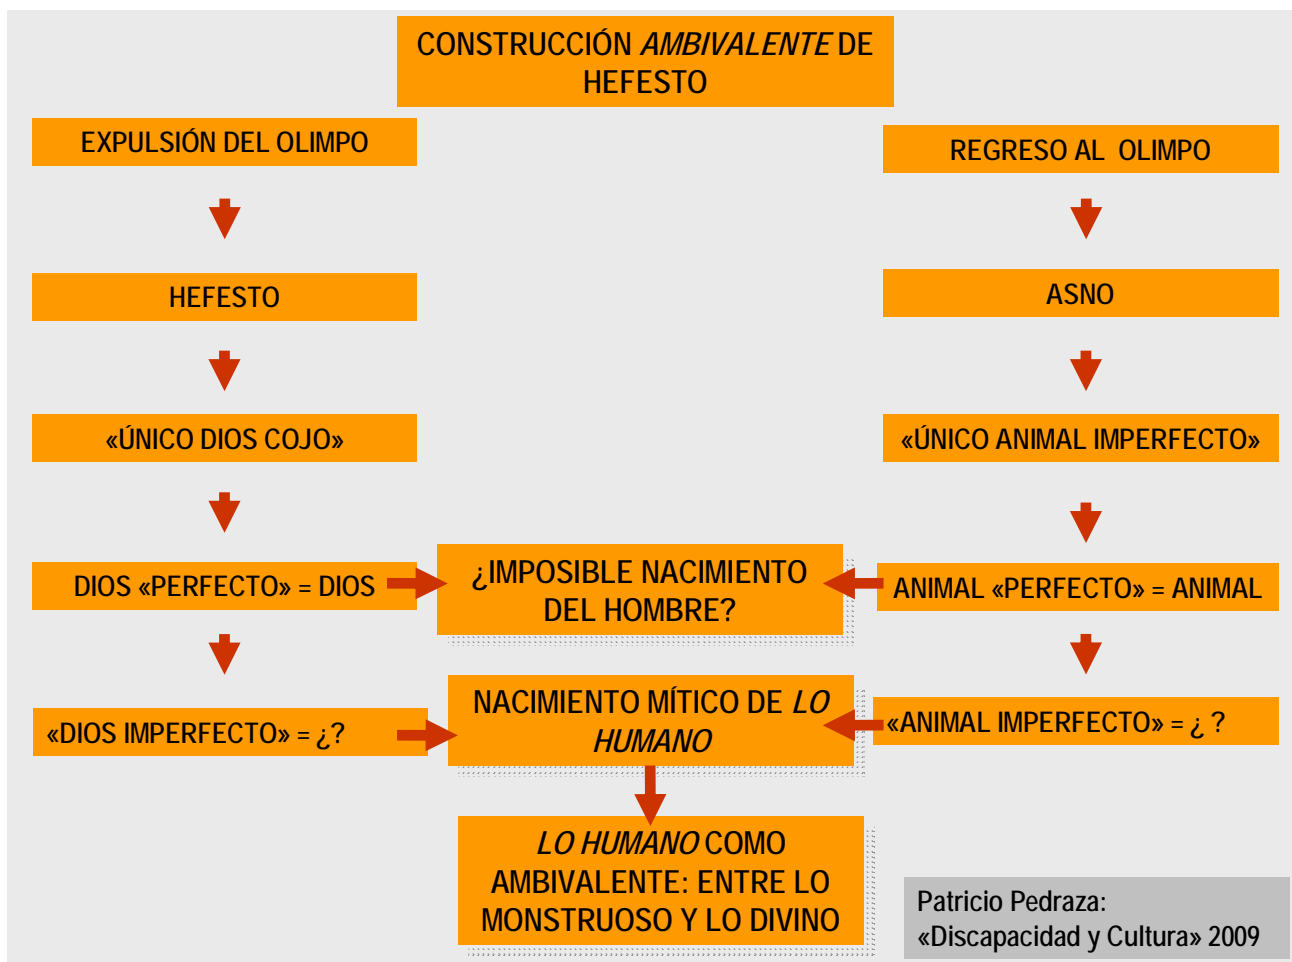 CONSTRUCCIÓN AMBIVALENTE DE
HEFESTO
EXPULSIÓN DEL OLIMPO
REGRESO AL OLIMPO
HEFESTO
ASNO
«ÚNICO DIOS COJO»
«ÚNICO ANIMAL IMPERFECTO»
DIOS «PERFECTO» = DIOS
¿IMPOSIBLE NACIMIENTO
DEL HOMBRE?
ANIMAL «PERFECTO» = ANIMAL
«DIOS IMPERFECTO» = ¿?
NACIMIENTO MÍTICO DE LO
HUMANO
«ANIMAL IMPERFECTO» = ¿ ?
LO HUMANO COMO
AMBIVALENTE: ENTRE LO
MONSTRUOSO Y LO DIVINO
Patricio Pedraza:
«Discapacidad y Cultura» 2009